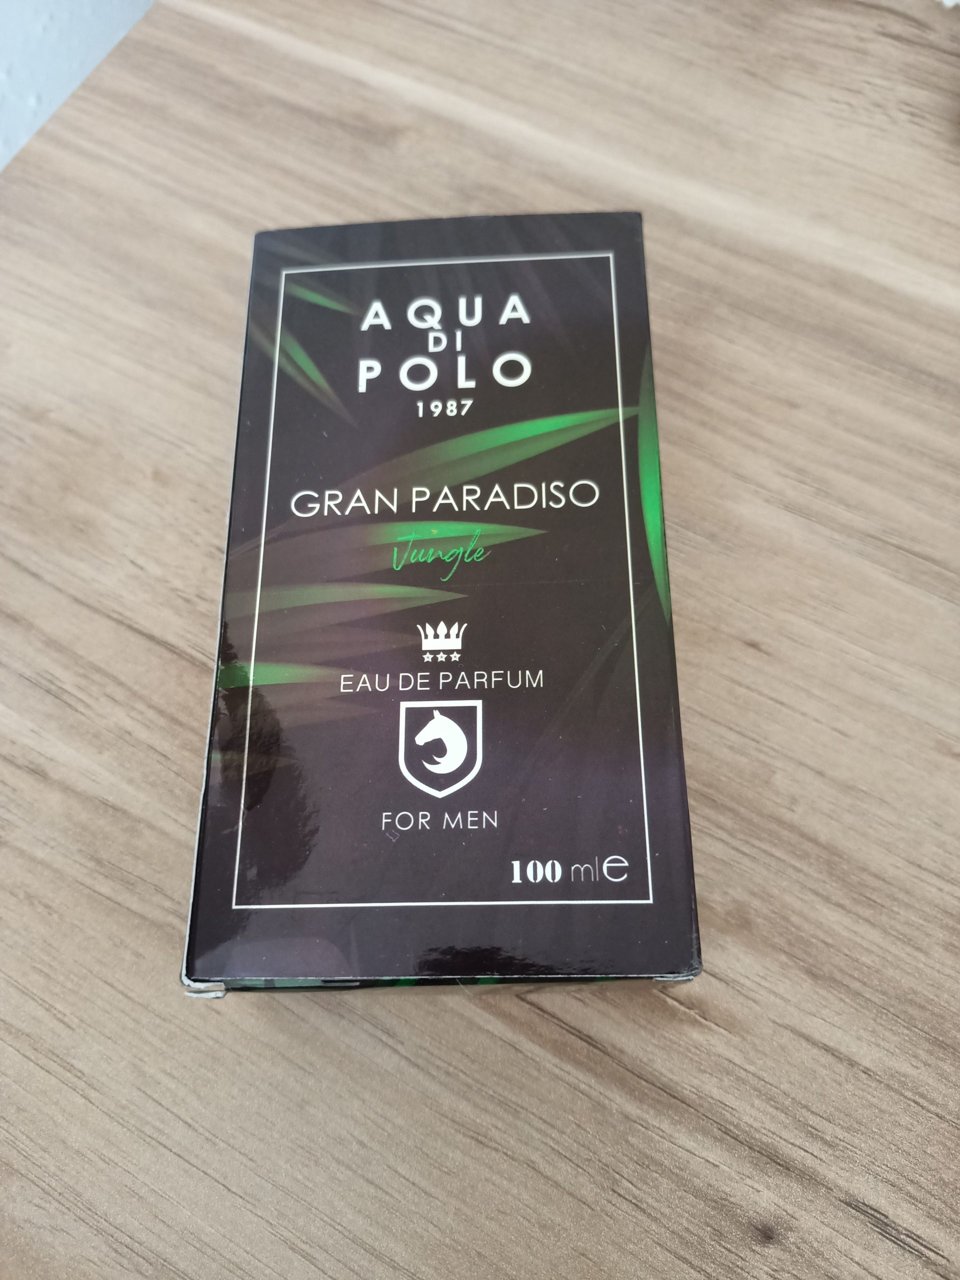 AQUA
DI
POLO
1987
GRAN PARADISO
Jungle
EAU DE PARFUM
FOR MEN
100 ml e